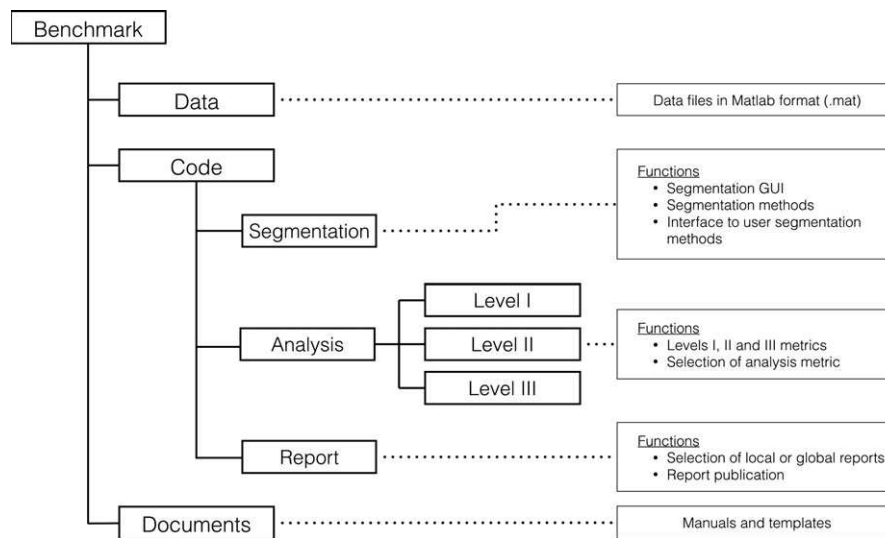 Benchmark
Data
Data files in Matlab format (.mat)
Code
Functions
• Segmentation GUI
• Segmentation methods
• Interface to user segmentation
methods
Segmentation
Level I
Analysis
Level II
Level III
Functions
• Levels I, II and III metrics
• Selection of analysis metric
Report
Functions
• Selection of local or global reports
• Report publication
Documents
Manuals and templates